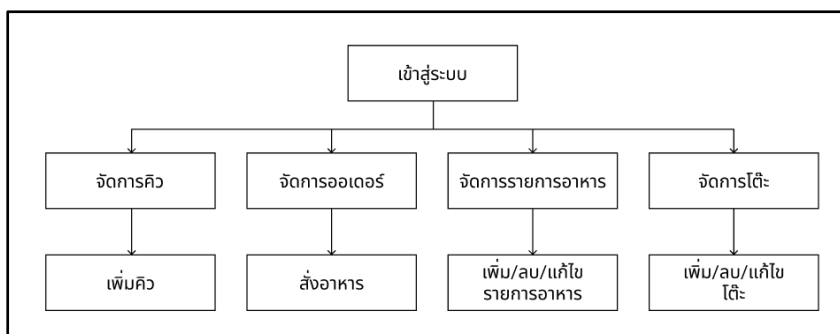 เข้าสู่ระบบ
จัดการคิว
จัดการออเดอร์
จัดการรายการอาหาร
จัดการโต๊ะ
เพิ่มคิว
สั่งอาหาร
เพิ่ม/ลบ/แก้ไข
รายการอาหาร
เพิ่ม/ลบ/แก้ไข
โต๊ะ